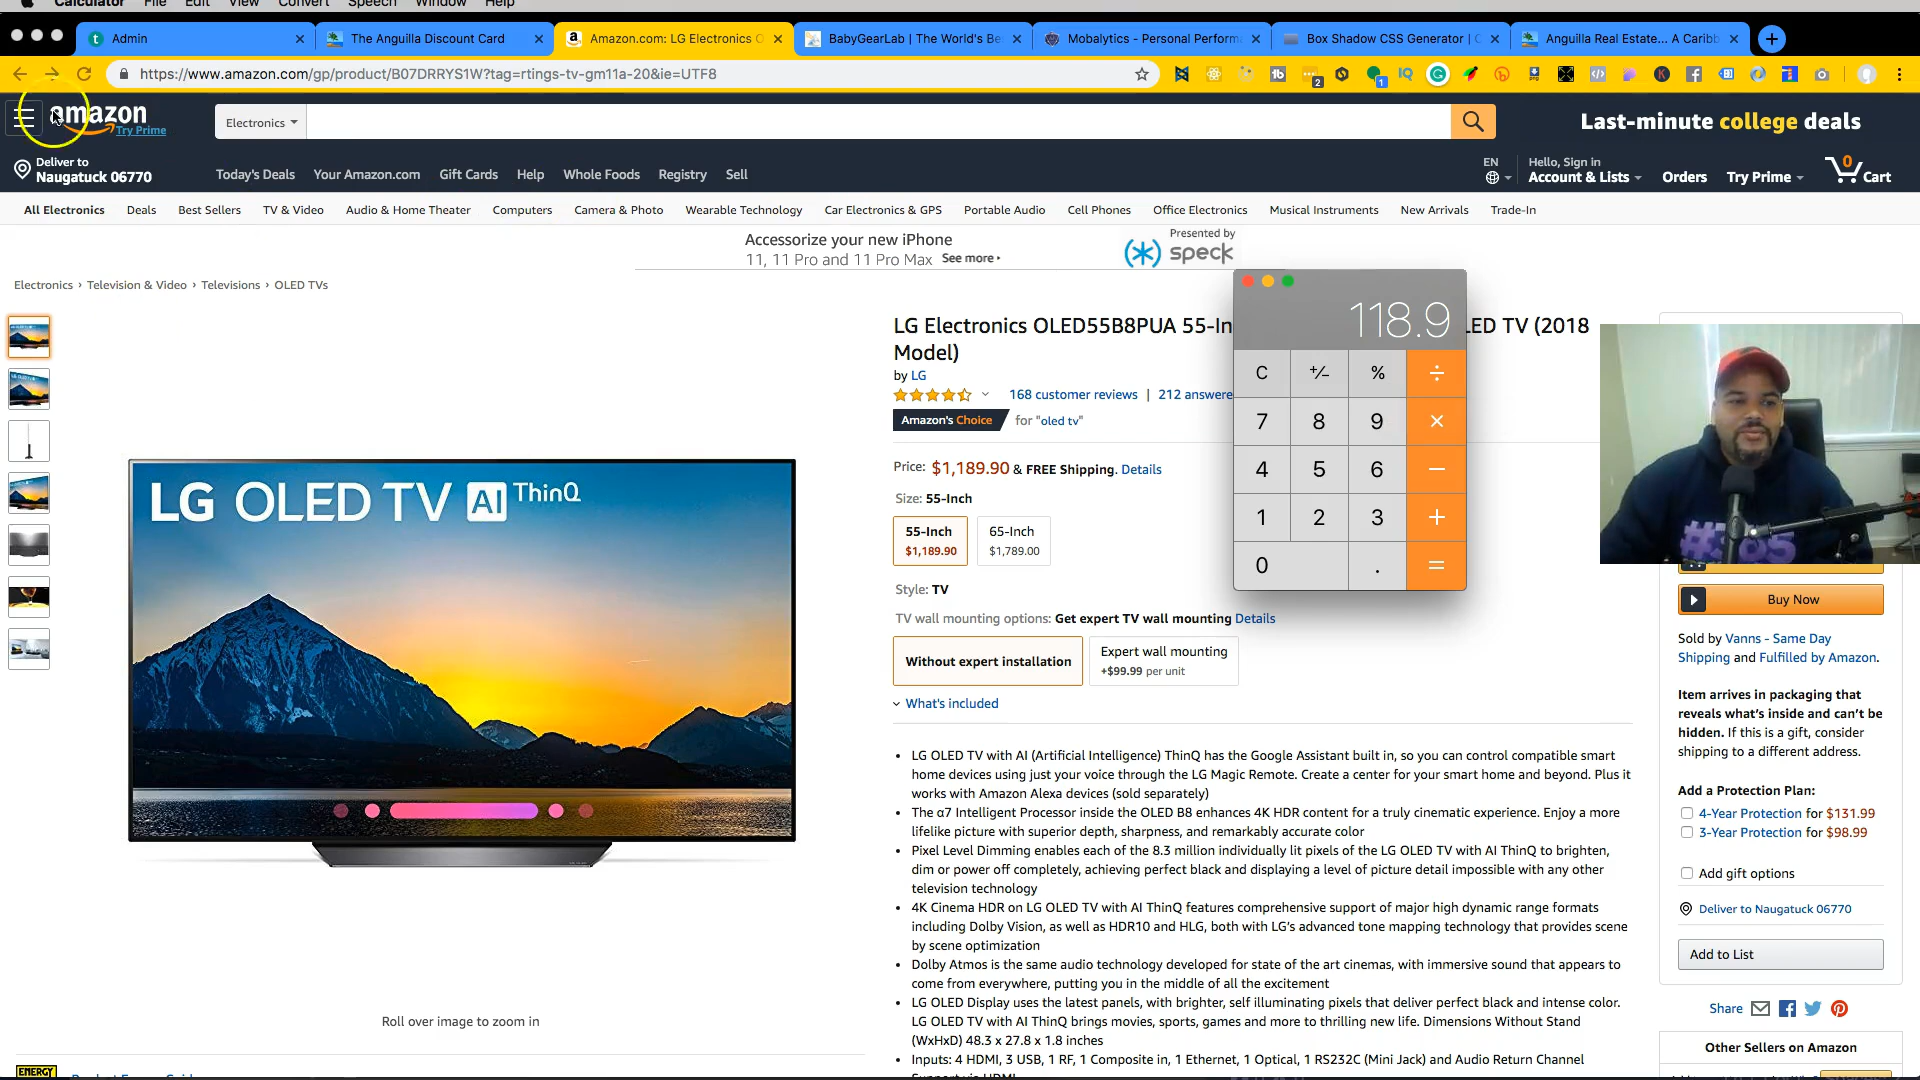 Calculator File Edit View Convert Speech Window Help
Admin
The Anguilla Discount Card
Amazon.com: LG Electronics O
BabyGearLab | The World's Be
Mobalytics - Personal Perform
Box Shadow CSS Generator | C
Anguilla Real Estate... A Caribb
https://www.amazon.com/gp/product/B07DRRYS1W?tag=rtings-tv-gm11a-20&ie=UTF8
amazon
Try Prime
Electronics
Last-minute college deals
Deliver to
Naugatuck 06770
Today's Deals Your Amazon.com Gift Cards Help Whole Foods Registry Sell
EN
Hello, Sign in
Account & Lists
Orders
Try Prime
0
Cart
All Electronics Deals Best Sellers TV & Video Audio & Home Theater Computers Camera & Photo Wearable Technology Car Electronics & GPS Portable Audio Cell Phones Office Electronics Musical Instruments New Arrivals Trade-In
Accessorize your new iPhone
11, 11 Pro and 11 Pro Max See more
Presented by
speck
Electronics › Television & Video › Televisions › OLED TVs
LG OLED TV AI ThinQ
Roll over image to zoom in
ENERGY
LG Electronics OLED55B8PUA 55-In
LED TV (2018
Model)
by LG
168 customer reviews | 212 answere
Amazon's Choice for "oled tv"
Price: $1,189.90 & FREE Shipping. Details
Size: 55-Inch
55-Inch
$1,189.90
65-Inch
$1,789.00
Style: TV
TV wall mounting options: Get expert TV wall mounting Details
Without expert installation
Expert wall mounting
+$99.99 per unit
What's included
118.9
C +/− % ÷
7 8 9 ×
4 5 6 −
1 2 3 +
0 . =
• LG OLED TV with AI (Artificial Intelligence) ThinQ has the Google Assistant built in, so you can control compatible smart
home devices using just your voice through the LG Magic Remote. Create a center for your smart home and beyond. Plus it
works with Amazon Alexa devices (sold separately)
• The α7 Intelligent Processor inside the OLED B8 enhances 4K HDR content for a truly cinematic experience. Enjoy a more
lifelike picture with superior depth, sharpness, and remarkably accurate color
• Pixel Level Dimming enables each of the 8.3 million individually lit pixels of the LG OLED TV with AI ThinQ to brighten,
dim or power off completely, achieving perfect black and displaying a level of picture detail impossible with any other
television technology
• 4K Cinema HDR on LG OLED TV with AI ThinQ features comprehensive support of major high dynamic range formats
including Dolby Vision, as well as HDR10 and HLG, both with LG's advanced tone mapping technology that provides scene
by scene optimization
• Dolby Atmos is the same audio technology developed for state of the art cinemas, with immersive sound that appears to
come from everywhere, putting you in the middle of all the excitement
• LG OLED Display uses the latest panels, with brighter, self illuminating pixels that deliver perfect black and intense color.
LG OLED TV with AI ThinQ brings movies, sports, games and more to thrilling new life. Dimensions Without Stand
(WxHxD) 48.3 x 27.8 x 1.8 inches
• Inputs: 4 HDMI, 3 USB, 1 RF, 1 Composite in, 1 Ethernet, 1 Optical, 1 RS232C (Mini Jack) and Audio Return Channel
Buy Now
Sold by Vanns - Same Day
Shipping and Fulfilled by Amazon.
Item arrives in packaging that
reveals what's inside and can't be
hidden. If this is a gift, consider
shipping to a different address.
Add a Protection Plan:
4-Year Protection for $131.99
3-Year Protection for $98.99
Add gift options
Deliver to Naugatuck 06770
Add to List
Share
Other Sellers on Amazon